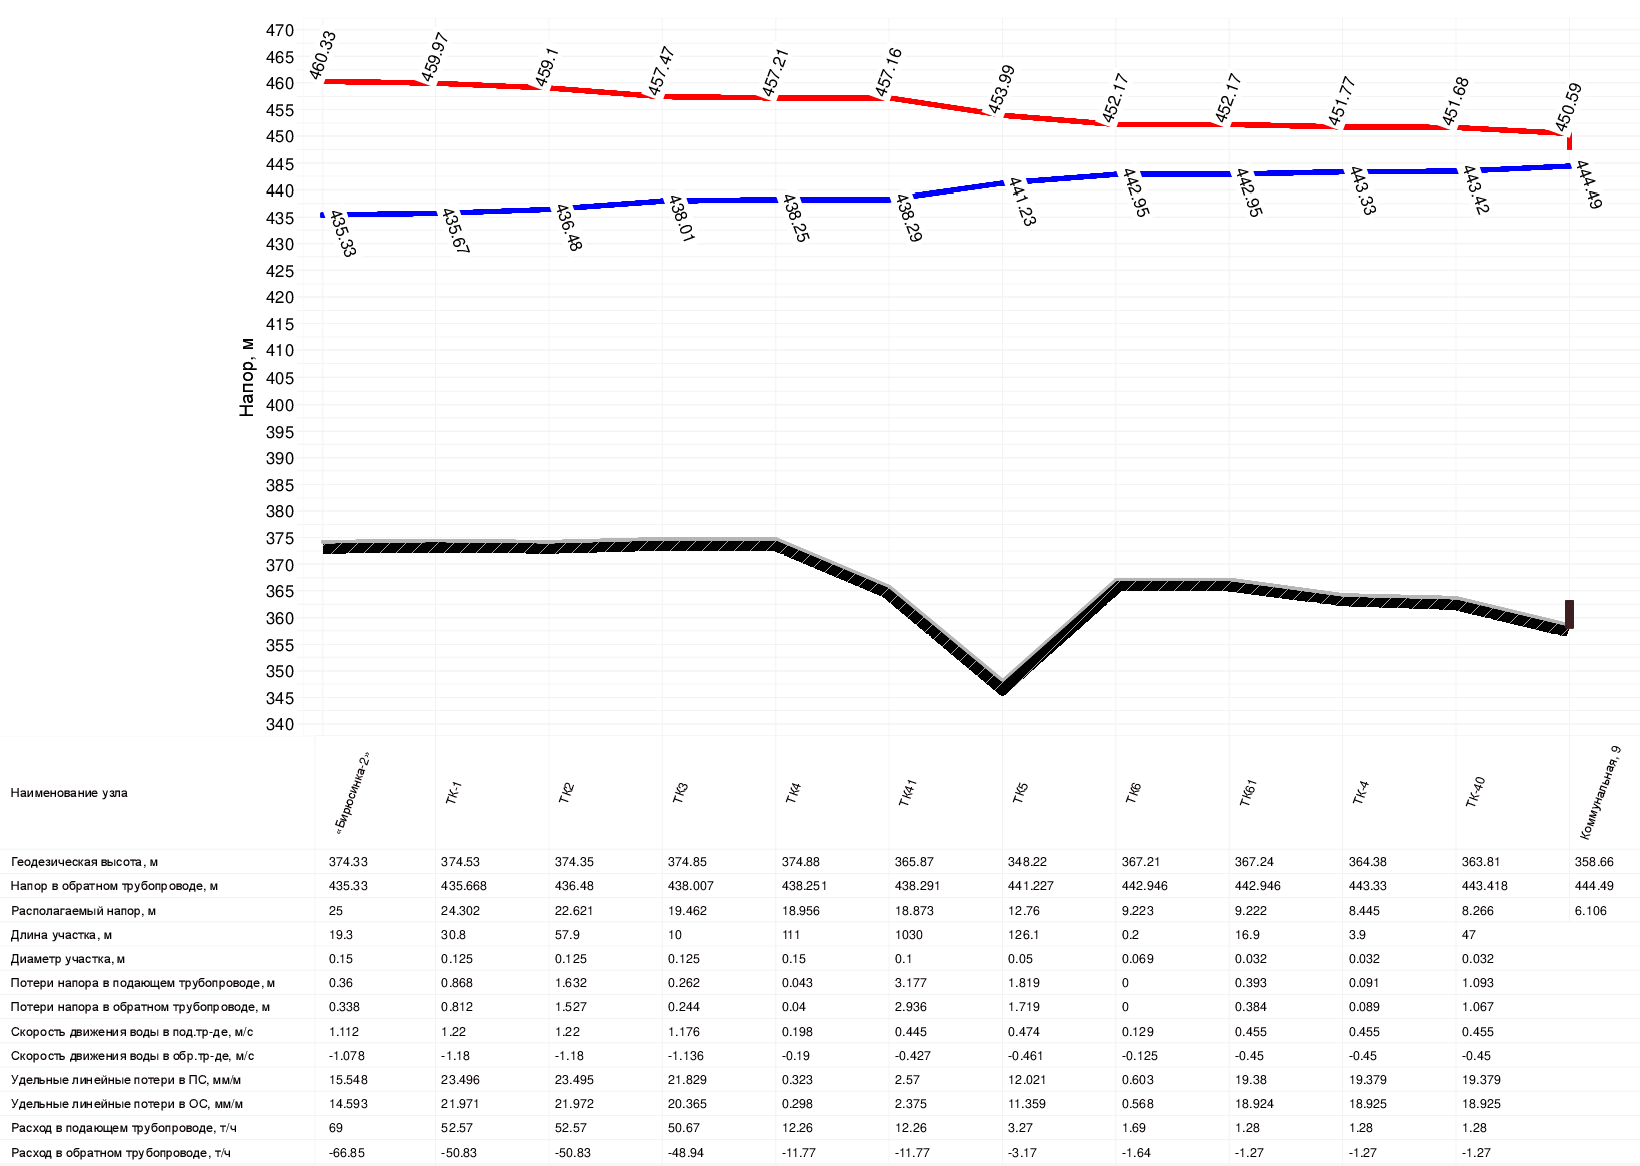 470
465
460
455
450
445
440
435
430
425
420
415
410
405
400
395
390
385
380
375
370
365
360
355
350
345
340
Напор, м
460.33 459.97 459.1 457.47 457.21 457.16 453.99 452.17 452.17 451.77 451.68 450.59
435.33 435.67 436.48 438.01 438.25 438.29 441.23 442.95 442.95 443.33 443.42 444.49
Наименование узла «Бирюсинка-2» ТК-1 ТК2 ТК3 ТК4 ТК41 ТК5 ТК6 ТК61 ТК-4 ТК-40 Коммунальная, 9
Геодезическая высота, м 374.33 374.53 374.35 374.85 374.88 365.87 348.22 367.21 367.24 364.38 363.81 358.66
Напор в обратном трубопроводе, м 435.33 435.668 436.48 438.007 438.251 438.291 441.227 442.946 442.946 443.33 443.418 444.49
Располагаемый напор, м 25 24.302 22.621 19.462 18.956 18.873 12.76 9.223 9.222 8.445 8.266 6.106
Длина участка, м 19.3 30.8 57.9 10 111 1030 126.1 0.2 16.9 3.9 47
Диаметр участка, м 0.15 0.125 0.125 0.125 0.15 0.1 0.05 0.069 0.032 0.032 0.032
Потери напора в подающем трубопроводе, м 0.36 0.868 1.632 0.262 0.043 3.177 1.819 0 0.393 0.091 1.093
Потери напора в обратном трубопроводе, м 0.338 0.812 1.527 0.244 0.04 2.936 1.719 0 0.384 0.089 1.067
Скорость движения воды в под.тр-де, м/с 1.112 1.22 1.22 1.176 0.198 0.445 0.474 0.129 0.455 0.455 0.455
Скорость движения воды в обр.тр-де, м/с -1.078 -1.18 -1.18 -1.136 -0.19 -0.427 -0.461 -0.125 -0.45 -0.45 -0.45
Удельные линейные потери в ПС, мм/м 15.548 23.496 23.495 21.829 0.323 2.57 12.021 0.603 19.38 19.379 19.379
Удельные линейные потери в ОС, мм/м 14.593 21.971 21.972 20.365 0.298 2.375 11.359 0.568 18.924 18.925 18.925
Расход в подающем трубопроводе, т/ч 69 52.57 52.57 50.67 12.26 12.26 3.27 1.69 1.28 1.28 1.28
Расход в обратном трубопроводе, т/ч -66.85 -50.83 -50.83 -48.94 -11.77 -11.77 -3.17 -1.64 -1.27 -1.27 -1.27